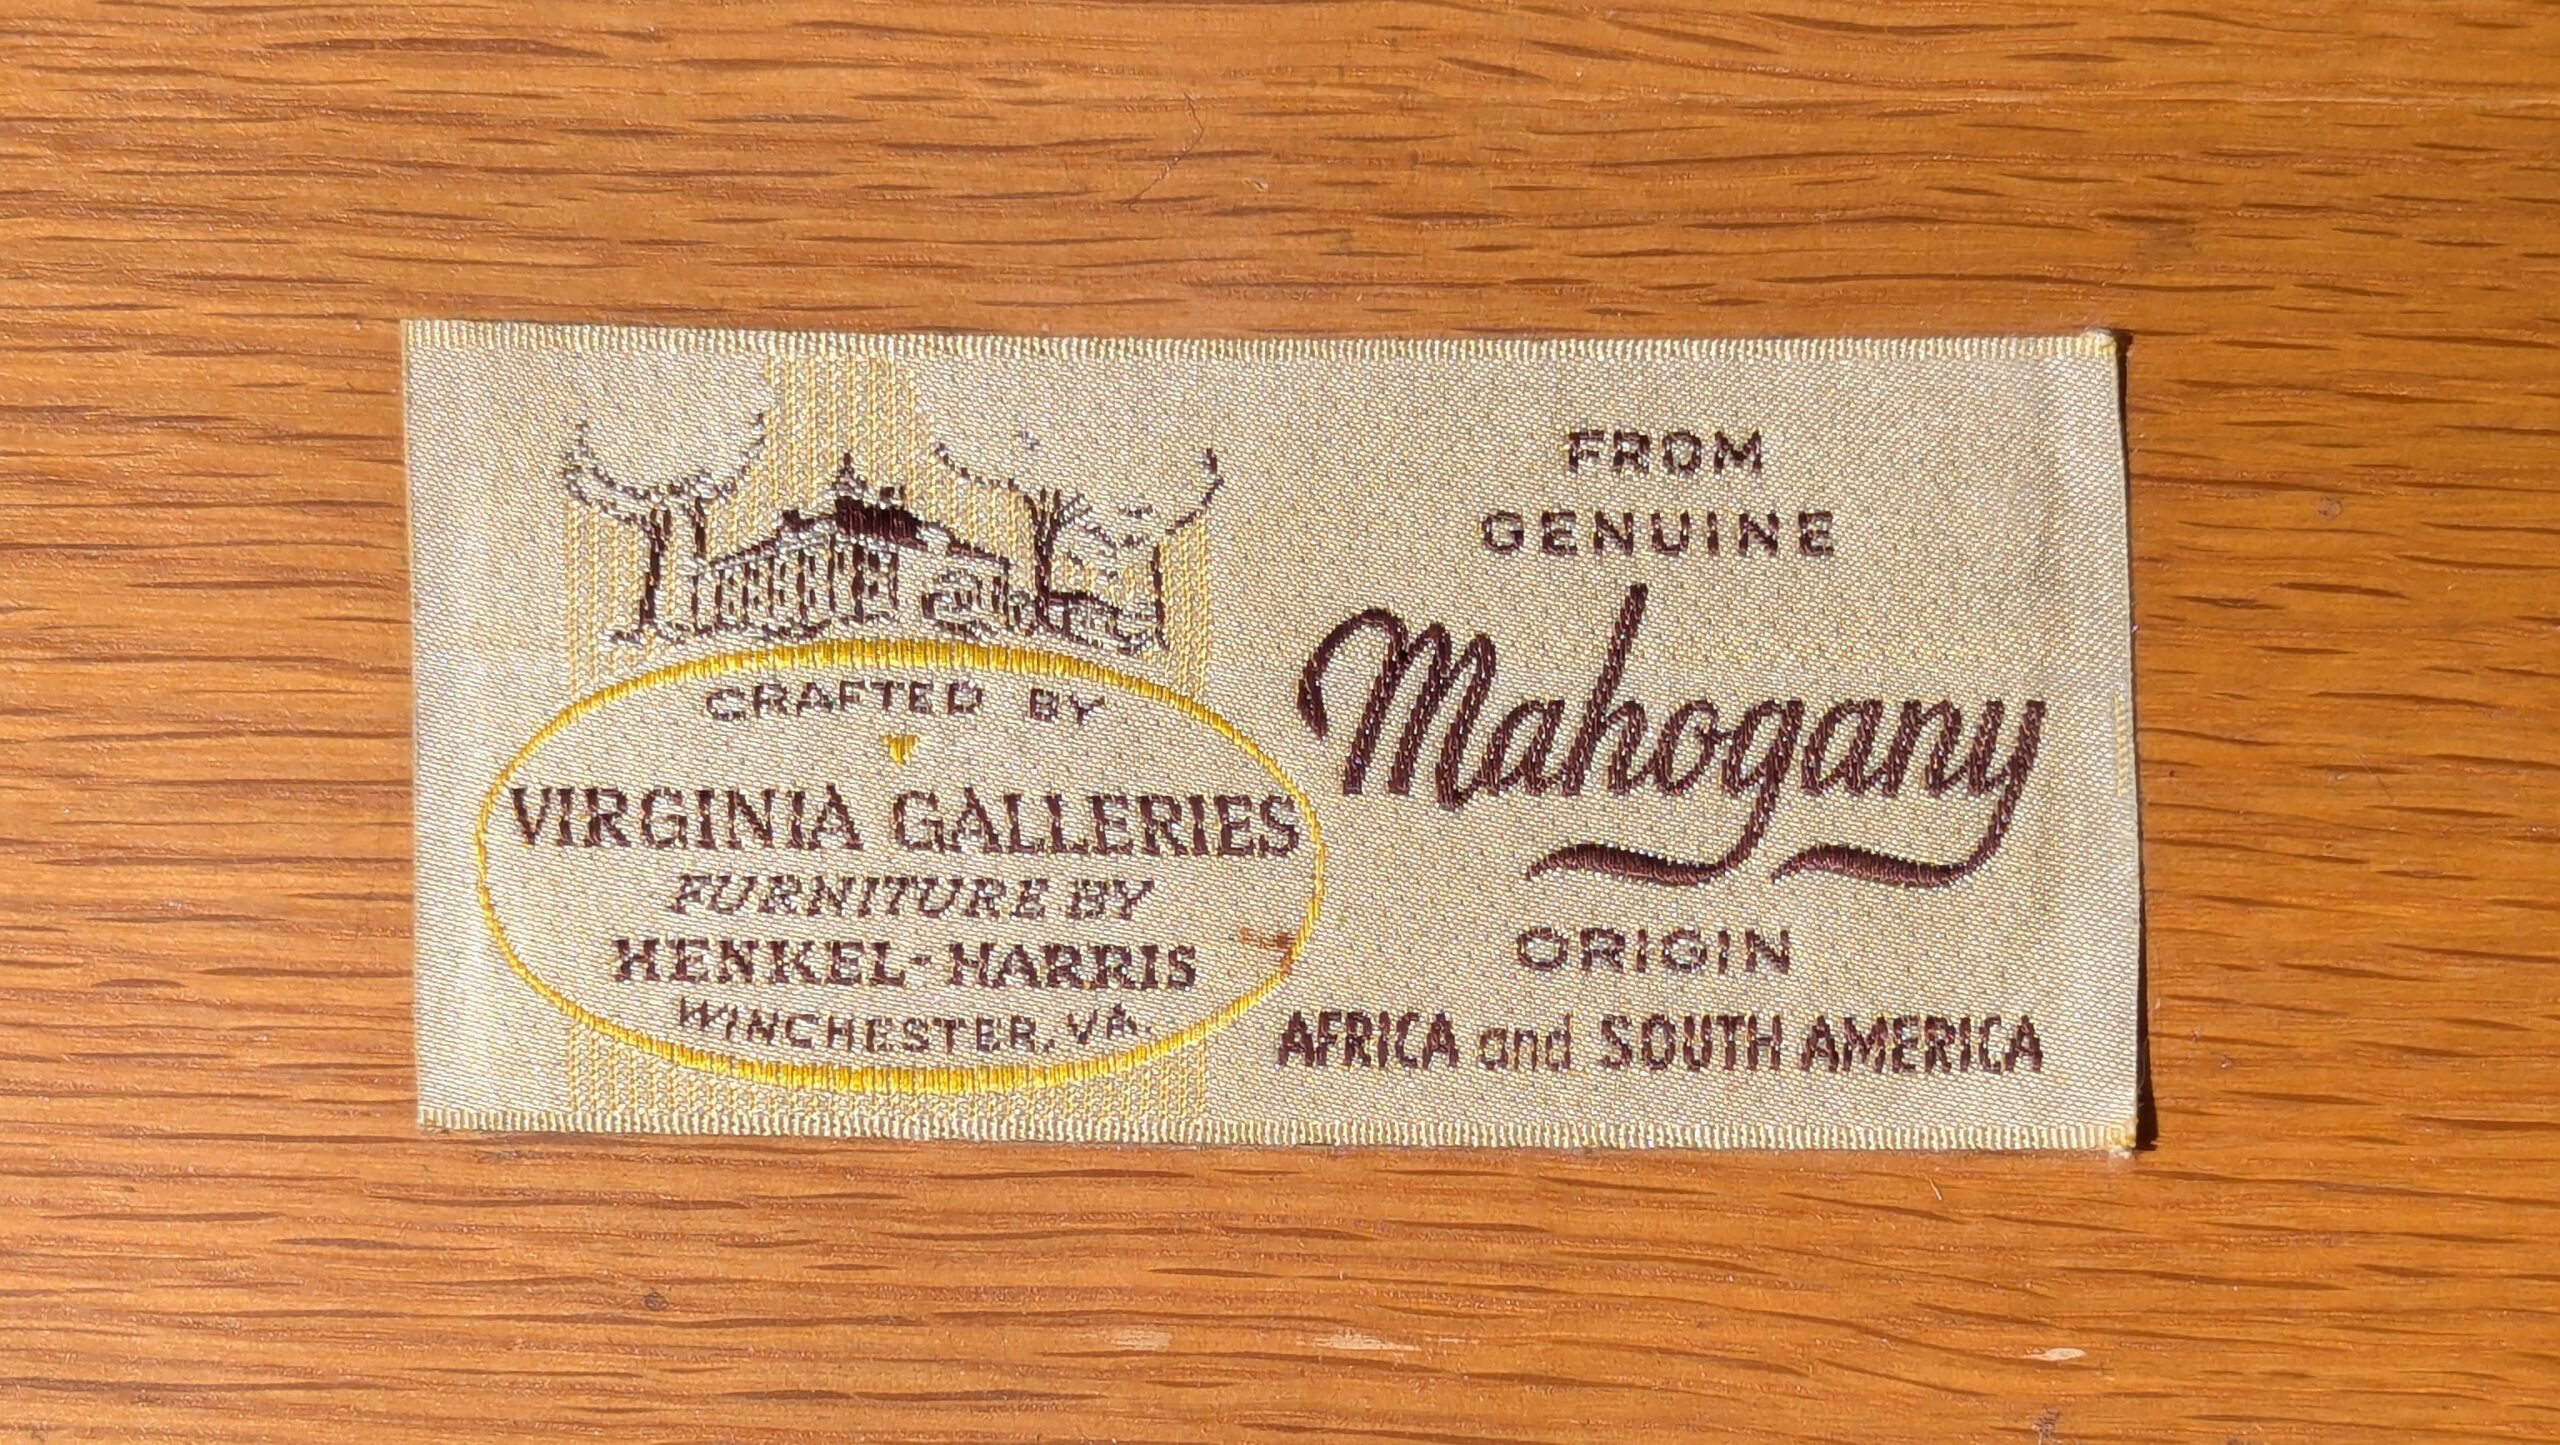 CRAFTED BY
VIRGINIA GALLERIES
FURNITURE BY
HENKEL-HARRIS
WINCHESTER, VA.
FROM
GENUINE
Mahogany
ORIGIN
AFRICA and SOUTH AMERICA